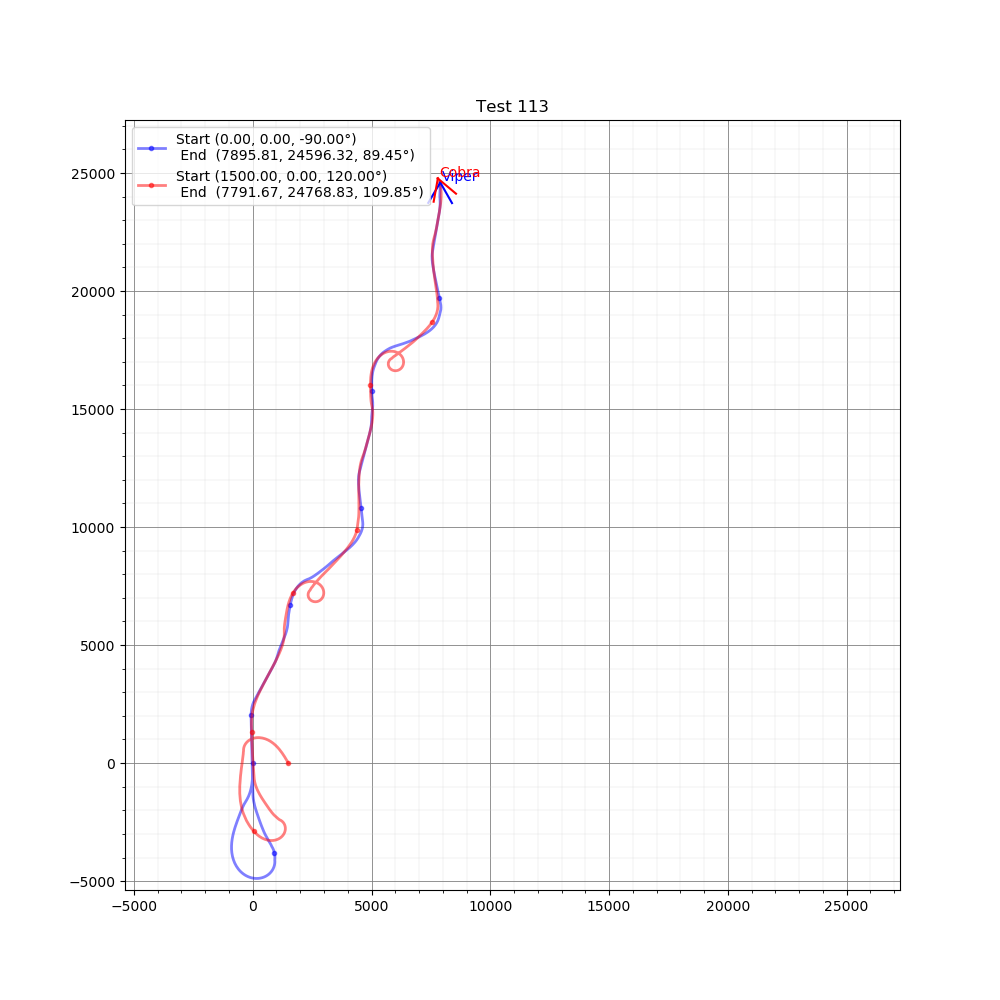 Test 113
Start (0.00, 0.00, -90.00°)
End (7895.81, 24596.32, 89.45°)
Start (1500.00, 0.00, 120.00°)
End (7791.67, 24768.83, 109.85°)
Cobra
Viper
25000
20000
15000
10000
5000
0
−5000
−5000
0
5000
10000
15000
20000
25000